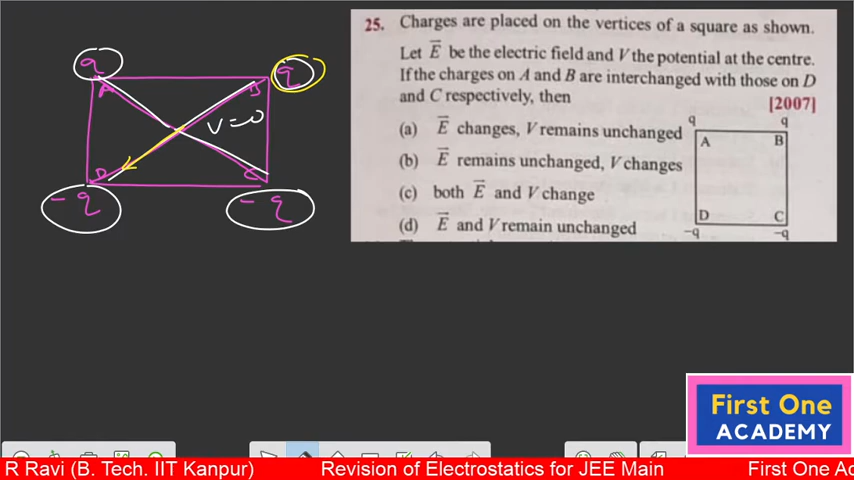 q
q
A
B
V=0
D
C
-q
-q
25. Charges are placed on the vertices of a square as shown.
Let E⃗ be the electric field and V the potential at the centre.
If the charges on A and B are interchanged with those on D
and C respectively, then
[2007]
(a) E⃗ changes, V remains unchanged
(b) E⃗ remains unchanged, V changes
(c) both E⃗ and V change
(d) E⃗ and V remain unchanged
q
q
A
B
D
C
-q
-q
First One
ACADEMY
R Ravi (B. Tech. IIT Kanpur)
Revision of Electrostatics for JEE Main
First One Ac